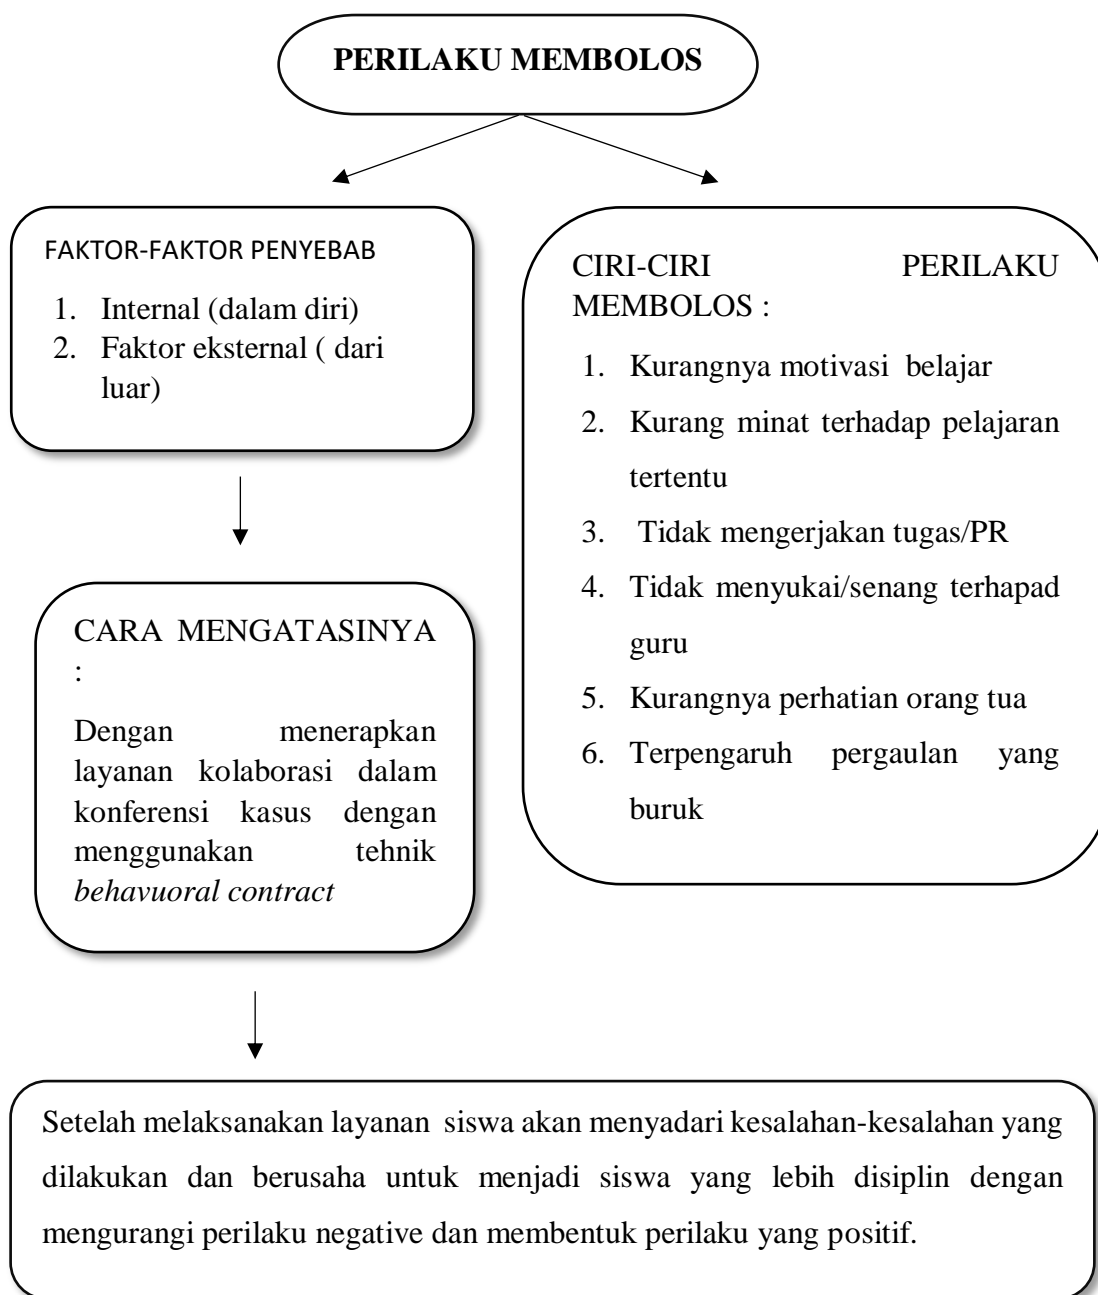 PERILAKU MEMBOLOS
FAKTOR-FAKTOR PENYEBAB
1. Internal (dalam diri)
2. Faktor eksternal ( dari
luar)
CARA MENGATASINYA
:
Dengan menerapkan
layanan kolaborasi dalam
konferensi kasus dengan
menggunakan tehnik
behavuoral contract
CIRI-CIRI PERILAKU
MEMBOLOS :
1. Kurangnya motivasi belajar
2. Kurang minat terhadap pelajaran
tertentu
3. Tidak mengerjakan tugas/PR
4. Tidak menyukai/senang terhapad
guru
5. Kurangnya perhatian orang tua
6. Terpengaruh pergaulan yang
buruk
Setelah melaksanakan layanan siswa akan menyadari kesalahan-kesalahan yang
dilakukan dan berusaha untuk menjadi siswa yang lebih disiplin dengan
mengurangi perilaku negative dan membentuk perilaku yang positif.